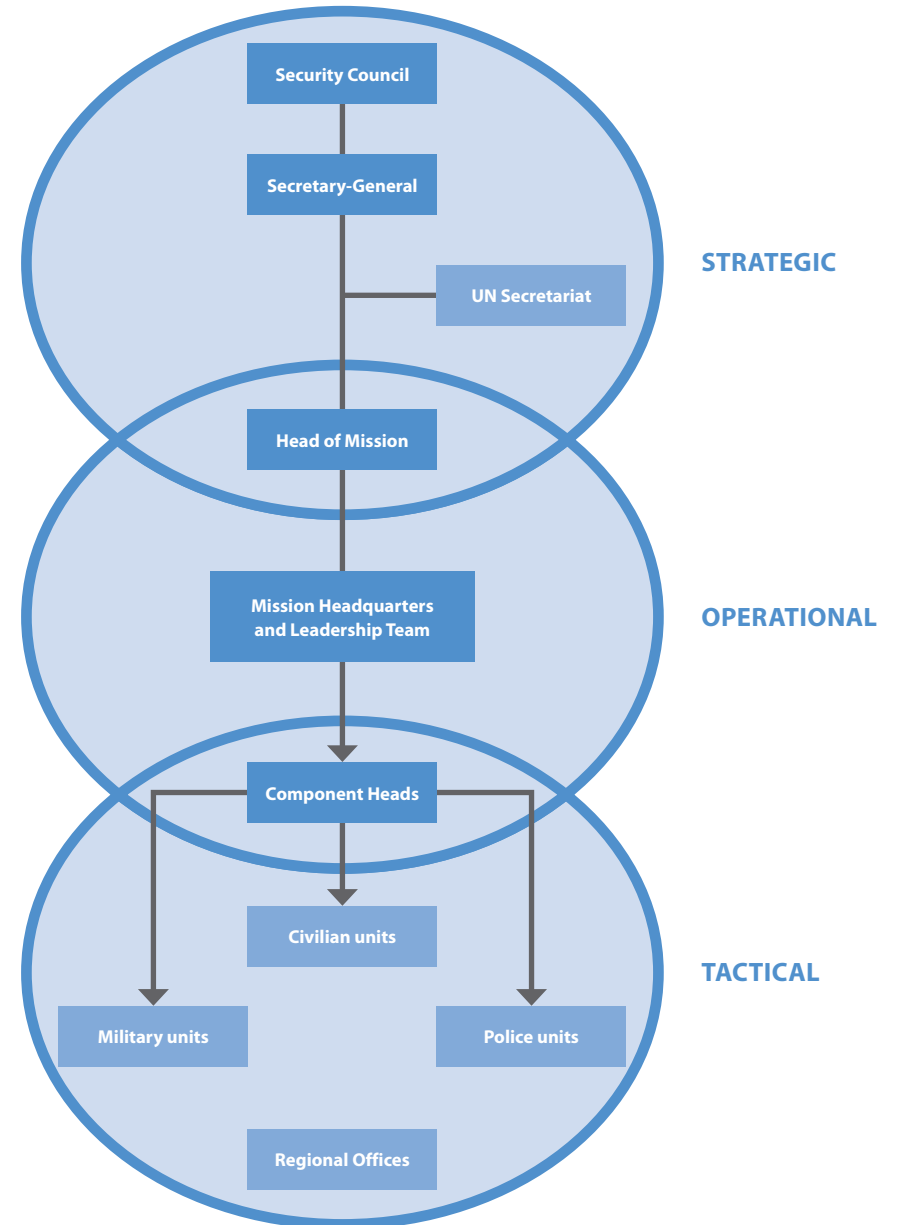 Security Council
Secretary-General
UN Secretariat
STRATEGIC
Head of Mission
Mission Headquarters
and Leadership Team
OPERATIONAL
Component Heads
Civilian units
TACTICAL
Military units
Police units
Regional Offices